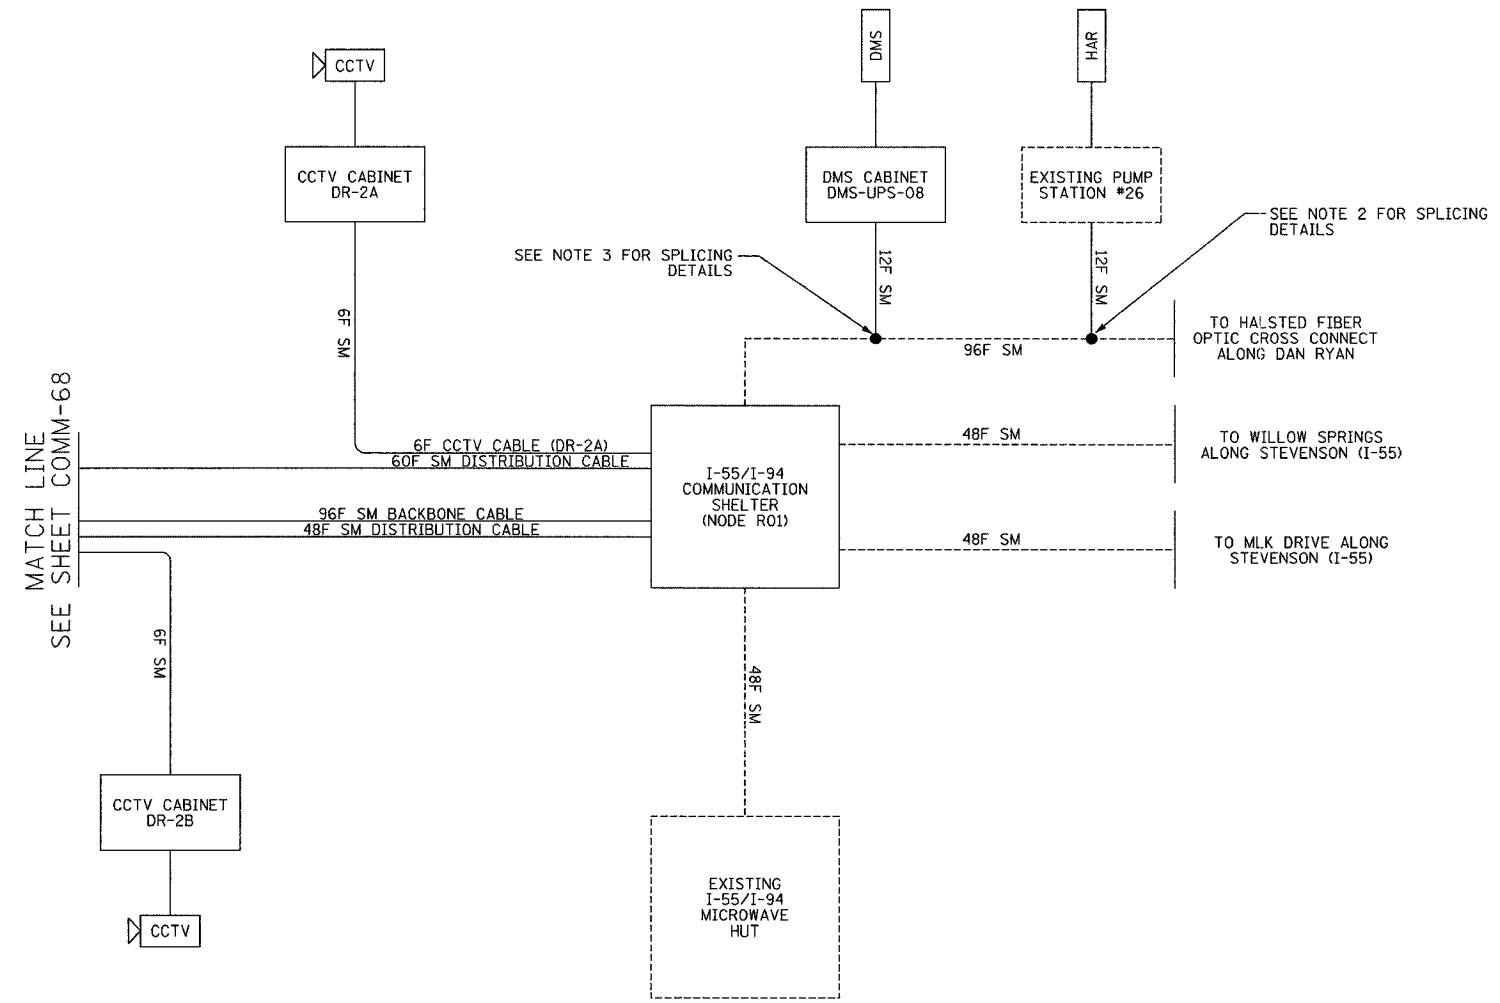 DMS
HAR
CCTV
CCTV CABINET
DR-2A
DMS CABINET
DMS-UPS-08
EXISTING PUMP
STATION #26
SEE NOTE 2 FOR SPLICING
DETAILS
SEE NOTE 3 FOR SPLICING
DETAILS
12F SM
12F SM
6F SM
96F SM
TO HALSTED FIBER
OPTIC CROSS CONNECT
ALONG DAN RYAN
MATCH LINE
SEE SHEET COMM-68
6F CCTV CABLE (DR-2A)
60F SM DISTRIBUTION CABLE
96F SM BACKBONE CABLE
48F SM DISTRIBUTION CABLE
I-55/I-94
COMMUNICATION
SHELTER
(NODE R01)
48F SM
TO WILLOW SPRINGS
ALONG STEVENSON (I-55)
48F SM
TO MLK DRIVE ALONG
STEVENSON (I-55)
6F SM
48F SM
CCTV CABINET
DR-2B
CCTV
EXISTING
I-55/I-94
MICROWAVE
HUT